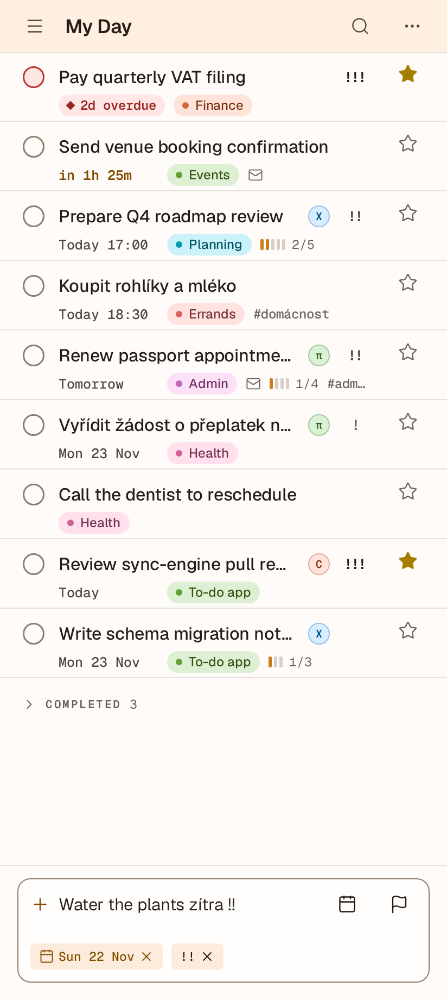 My Day
Pay quarterly VAT filing !!!
2d overdue Finance
Send venue booking confirmation
in 1h 25m Events
Prepare Q4 roadmap review X !!
Today 17:00 Planning 2/5
Koupit rohlíky a mléko
Today 18:30 Errands #domácnost
Renew passport appointme… π !!
Tomorrow Admin 1/4 #adm…
Vyřídit žádost o přeplatek n… π !
Mon 23 Nov Health
Call the dentist to reschedule
Health
Review sync-engine pull re… C !!!
Today To-do app
Write schema migration not… X
Mon 23 Nov To-do app 1/3
COMPLETED 3
Water the plants zítra !!
Sun 22 Nov !!